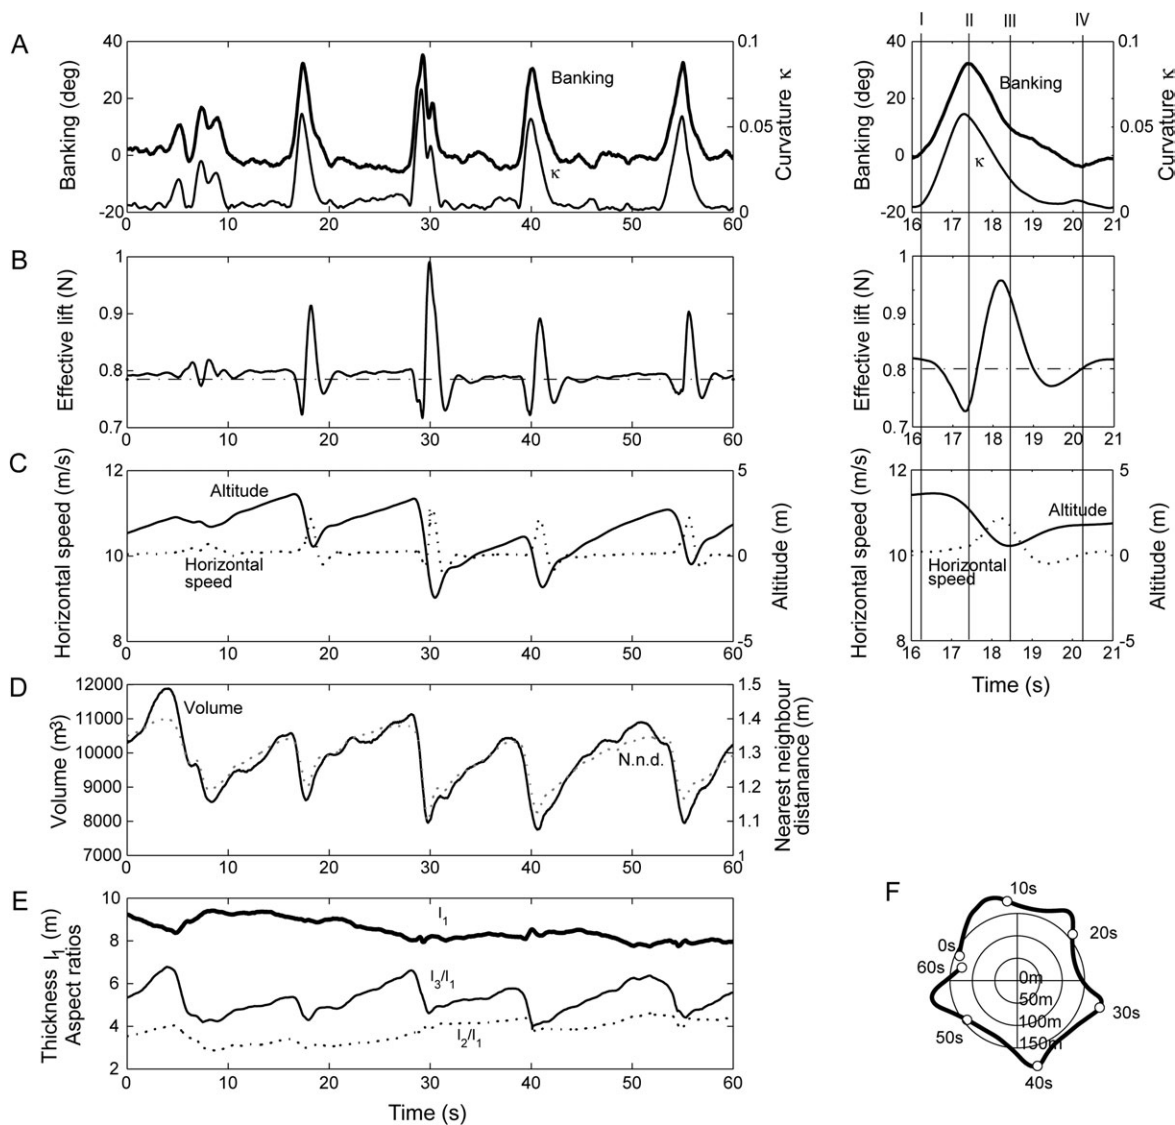 A
Banking (deg)
40
20
0
-20
Banking
κ
0.1
0.05
0
Curvature κ
0 10 20 30 40 50 60
I II III IV
Banking (deg)
40
20
0
-20
Banking
κ
0.1
0.05
0
Curvature κ
16 17 18 19 20 21
B
Effective lift (N)
1
0.9
0.8
0.7
0 10 20 30 40 50 60
Effective lift (N)
1
0.9
0.8
0.7
16 17 18 19 20 21
C
Horizontal speed (m/s)
12
10
8
Altitude
Horizontal
speed
5
0
-5
Altitude (m)
0 10 20 30 40 50 60
Horizontal speed (m/s)
12
10
8
Altitude
Horizontal
speed
5
0
-5
Altitude (m)
16 17 18 19 20 21
Time (s)
D
Volume (m³)
12000
11000
10000
9000
8000
7000
Volume
N.n.d.
1.5
1.4
1.3
1.2
1.1
1
Nearest neighbour
distanance (m)
0 10 20 30 40 50 60
E
Thickness I1 (m)
Aspect ratios
10
8
6
4
2
I1
I3/I1
I2/I1
0 10 20 30 40 50 60
Time (s)
F
10s
20s
0s
60s
0m
50m
100m
150m
30s
50s
40s